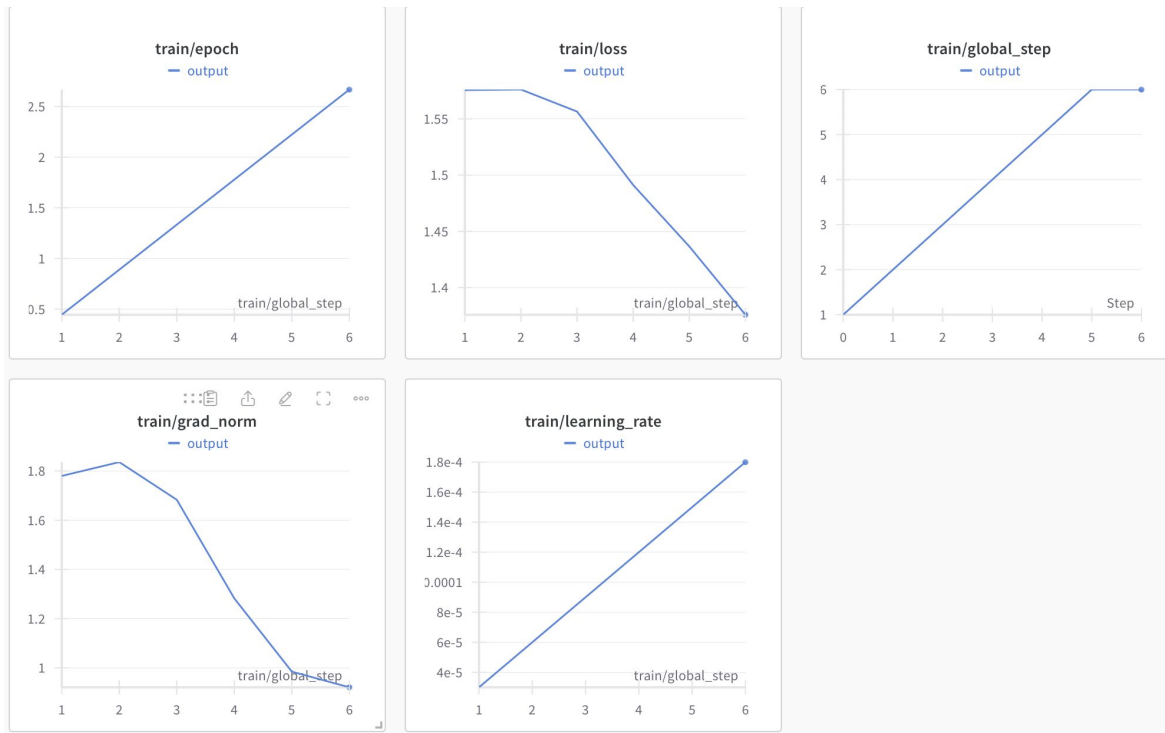 train/epoch
output
2.5
2
1.5
1
0.5
train/global_step
1 2 3 4 5 6
train/loss
output
1.55
1.5
1.45
1.4
train/global_step
1 2 3 4 5 6
train/global_step
output
6
5
4
3
2
1
Step
0 1 2 3 4 5 6
train/grad_norm
output
1.8
1.6
1.4
1.2
1
train/global_step
1 2 3 4 5 6
train/learning_rate
output
1.8e-4
1.6e-4
1.4e-4
1.2e-4
0.0001
8e-5
6e-5
4e-5
train/global_step
1 2 3 4 5 6